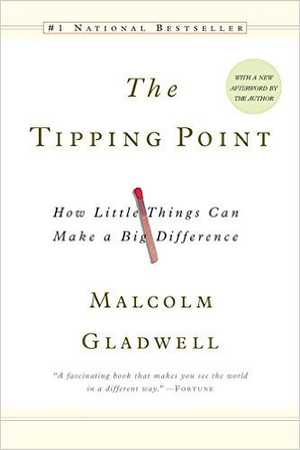 #1 National Bestseller
The
Tipping Point
WITH A NEW
AFTERWORD BY
THE AUTHOR
How Little Things Can
Make a Big Difference
Malcolm
Gladwell
"A fascinating book that makes you see the world
in a different way." —Fortune